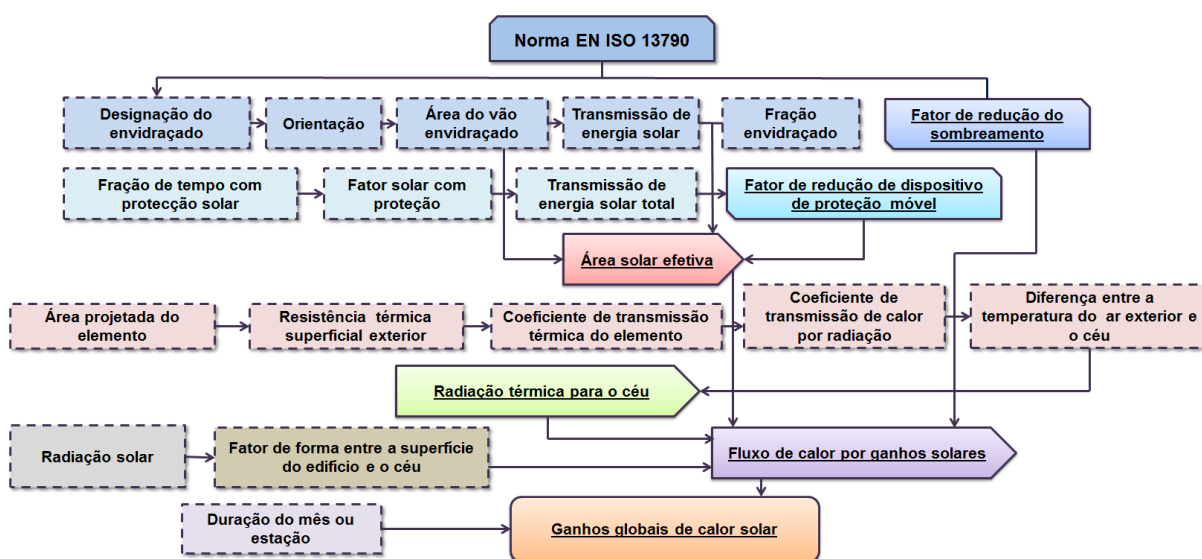 Norma EN ISO 13790
Designação do
envidraçado
Orientação
Área do vão
envidraçado
Transmissão de
energia solar
Fração
envidraçado
Fator de redução do
sombreamento
Fração de tempo com
protecção solar
Fator solar com
proteção
Transmissão de
energia solar total
Fator de redução de dispositivo
de proteção móvel
Área solar efetiva
Área projetada do
elemento
Resistência térmica
superficial exterior
Coeficiente de transmissão
térmica do elemento
Coeficiente de
transmissão de calor
por radiação
Diferença entre a
temperatura do ar exterior e
o céu
Radiação térmica para o céu
Radiação solar
Fator de forma entre a superfície
do edifício e o céu
Fluxo de calor por ganhos solares
Duração do mês ou
estação
Ganhos globais de calor solar